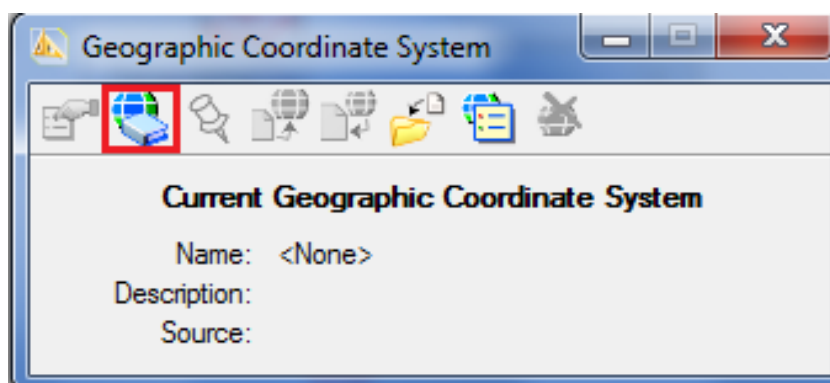 Geographic Coordinate System
Current Geographic Coordinate System
Name: <None>
Description:
Source: